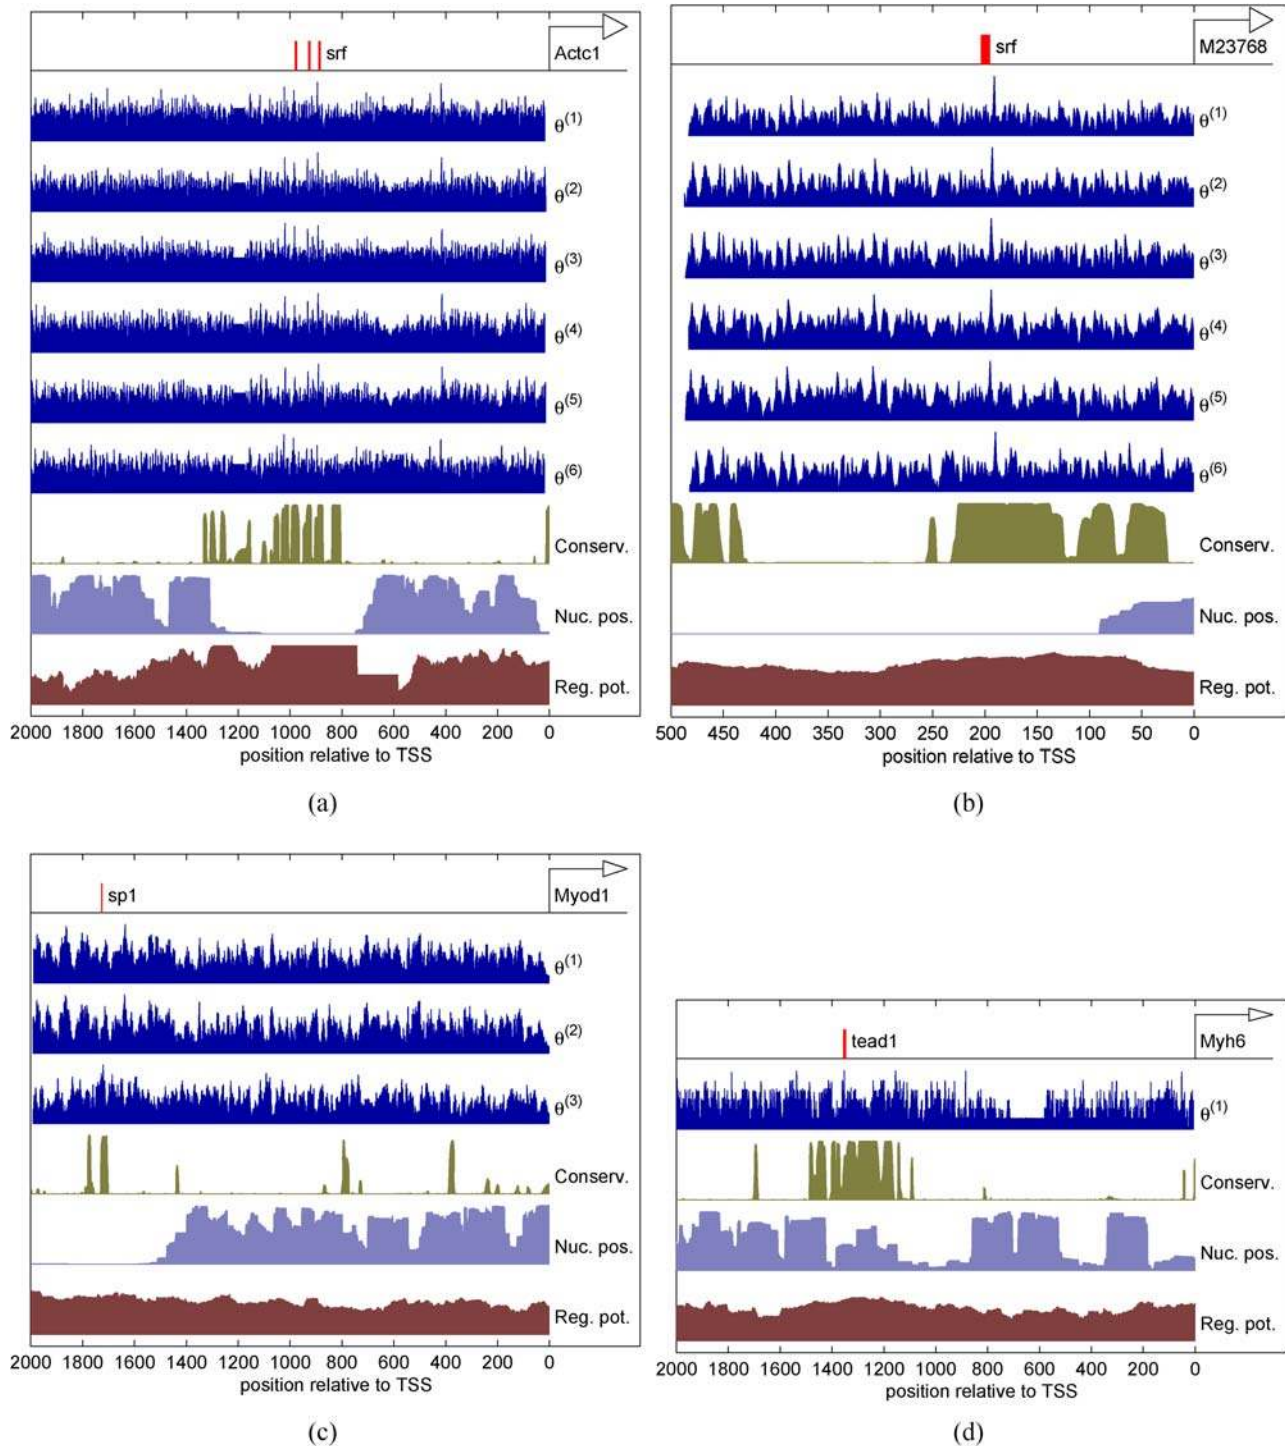 srf
Actc1
θ(1)
θ(2)
θ(3)
θ(4)
θ(5)
θ(6)
Conserv.
Nuc. pos.
Reg. pot.
2000 1800 1600 1400 1200 1000 800 600 400 200 0
position relative to TSS
(a)
srf
M23768
θ(1)
θ(2)
θ(3)
θ(4)
θ(5)
θ(6)
Conserv.
Nuc. pos.
Reg. pot.
500 450 400 350 300 250 200 150 100 50 0
position relative to TSS
(b)
sp1
Myod1
θ(1)
θ(2)
θ(3)
Conserv.
Nuc. pos.
Reg. pot.
2000 1800 1600 1400 1200 1000 800 600 400 200 0
position relative to TSS
(c)
tead1
Myh6
θ(1)
Conserv.
Nuc. pos.
Reg. pot.
2000 1800 1600 1400 1200 1000 800 600 400 200 0
position relative to TSS
(d)